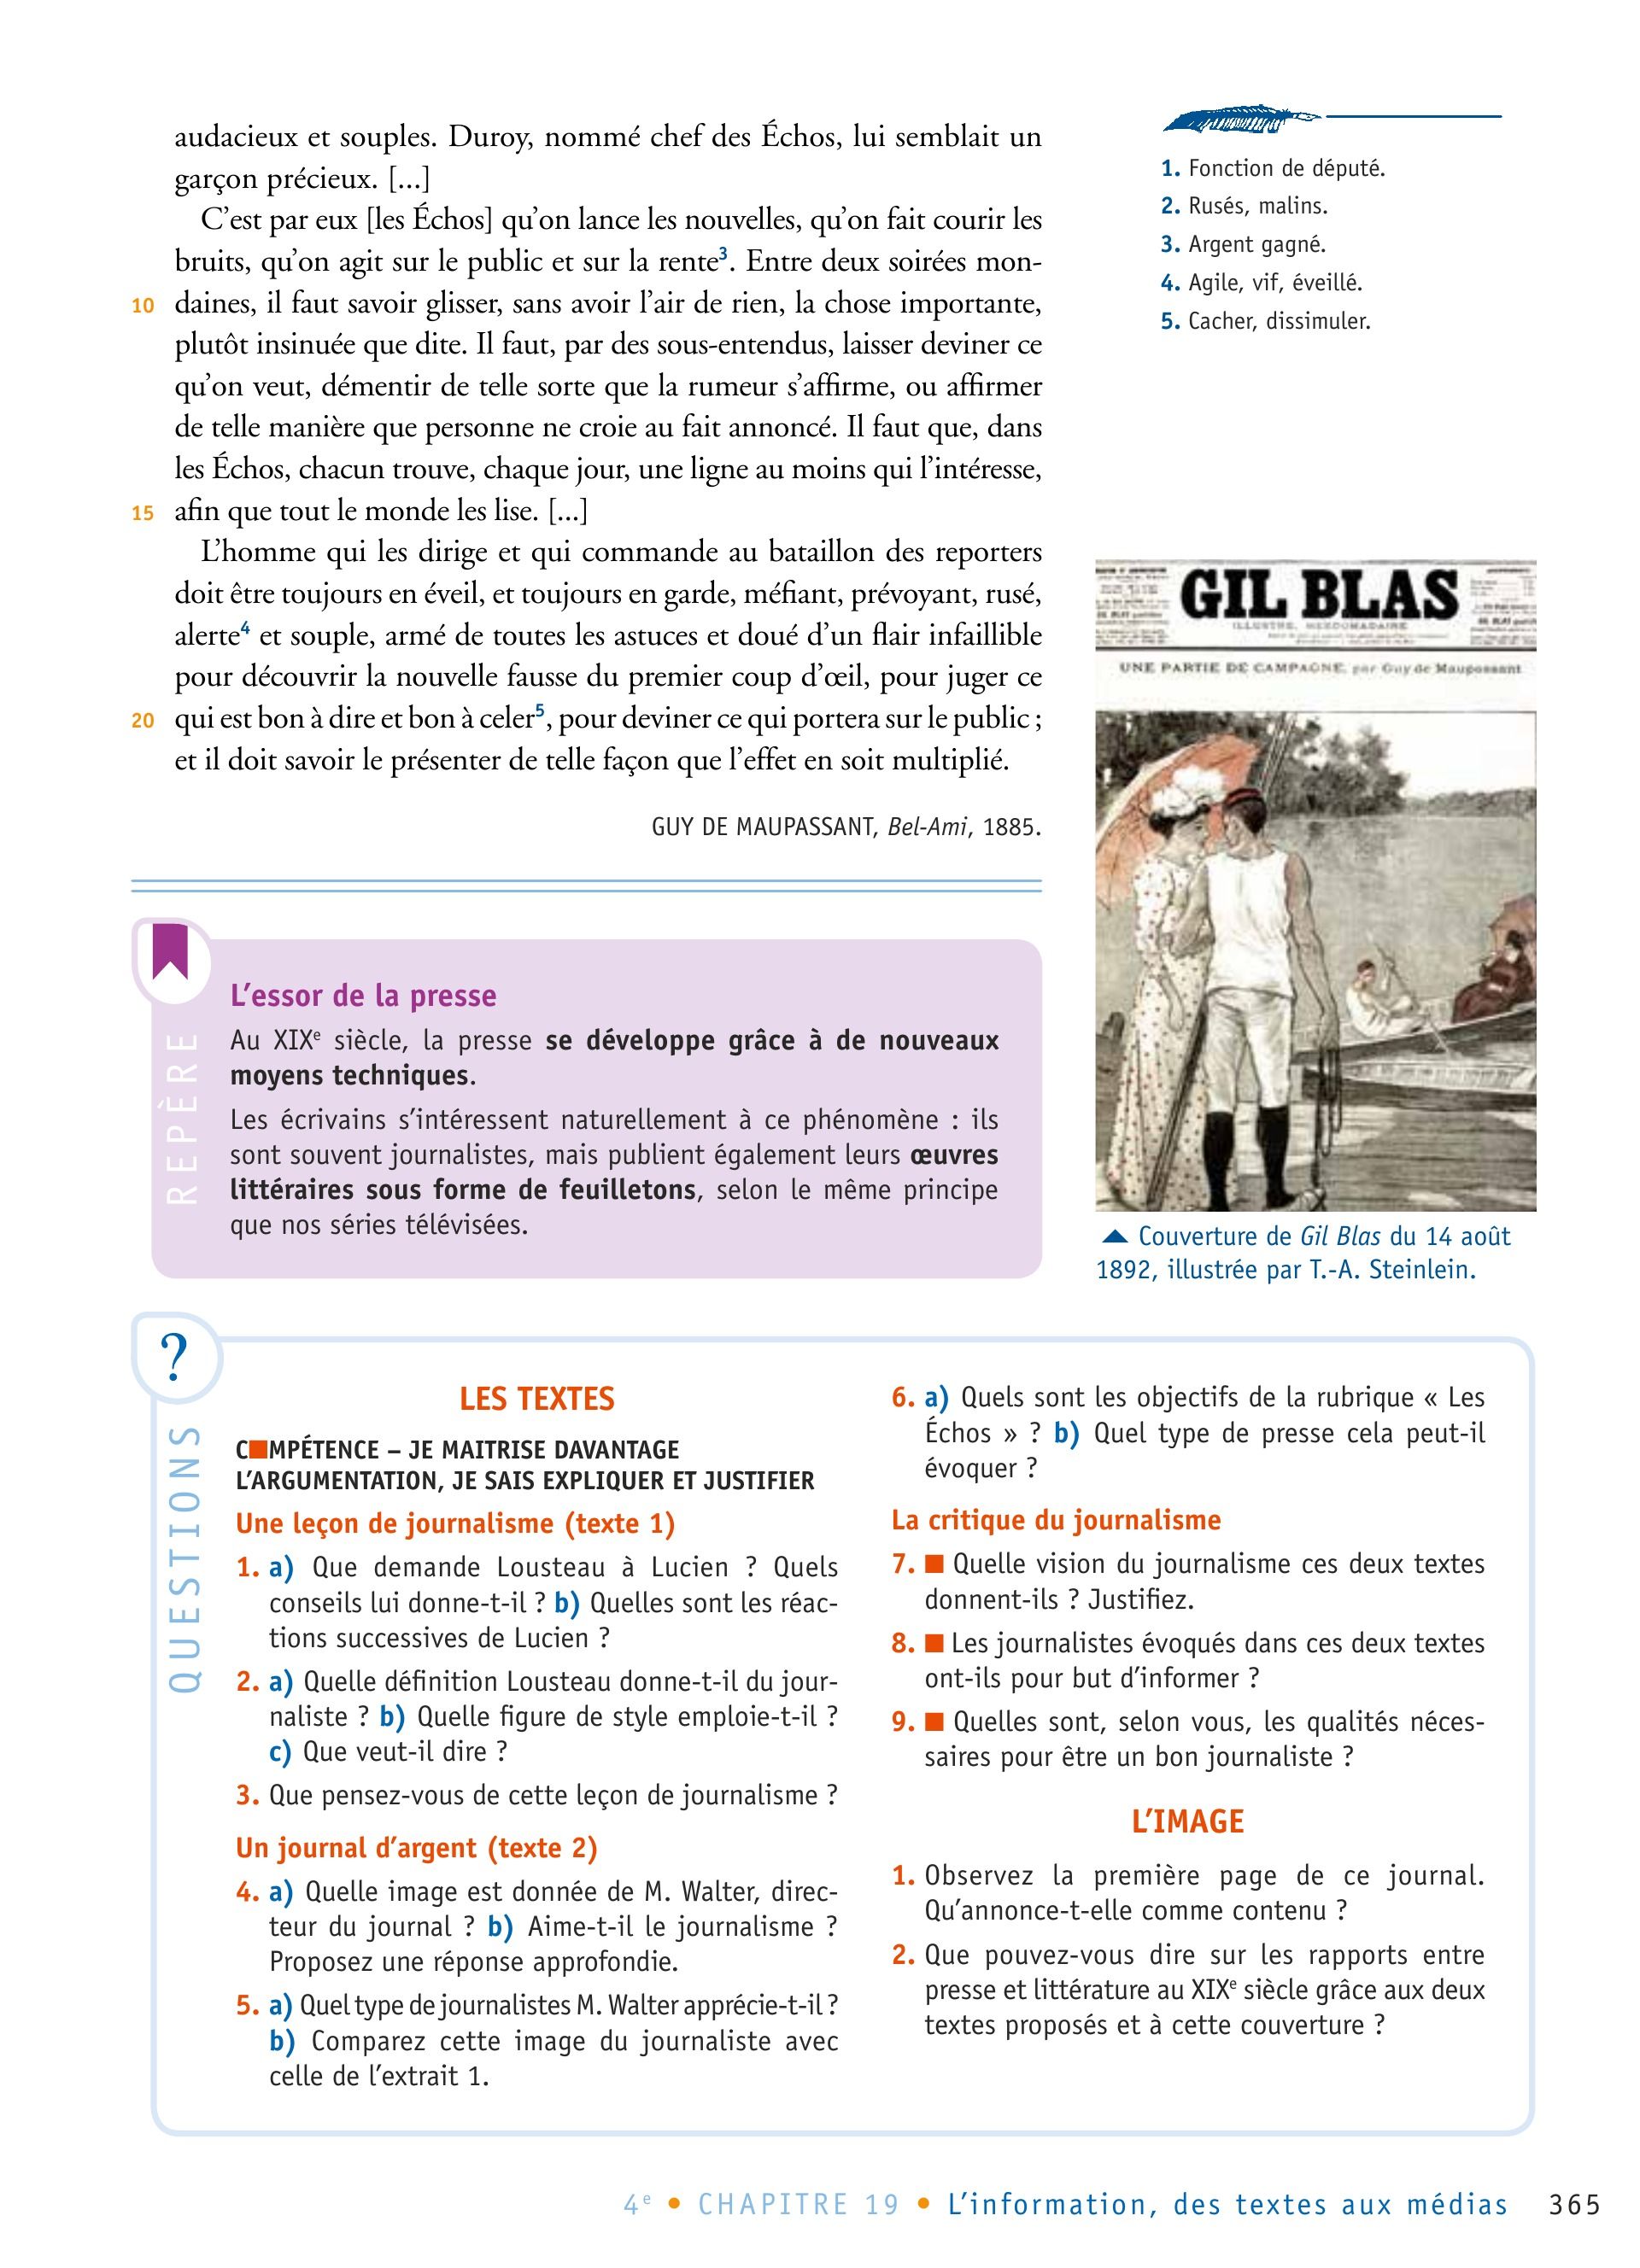 audacieux et souples. Duroy, nommé chef des Échos, lui semblait un
garçon précieux. [...]
C'est par eux [les Échos] qu'on lance les nouvelles, qu'on fait courir les
bruits, qu'on agit sur le public et sur la rente³. Entre deux soirées mon-
10 daines, il faut savoir glisser, sans avoir l'air de rien, la chose importante,
plutôt insinuée que dite. Il faut, par des sous-entendus, laisser deviner ce
qu'on veut, démentir de telle sorte que la rumeur s'affirme, ou affirmer
de telle manière que personne ne croie au fait annoncé. Il faut que, dans
les Échos, chacun trouve, chaque jour, une ligne au moins qui l'intéresse,
15 afin que tout le monde les lise. [...]
L'homme qui les dirige et qui commande au bataillon des reporters
doit être toujours en éveil, et toujours en garde, méfiant, prévoyant, rusé,
alerte⁴ et souple, armé de toutes les astuces et doué d'un flair infaillible
pour découvrir la nouvelle fausse du premier coup d'œil, pour juger ce
20 qui est bon à dire et bon à celer⁵, pour deviner ce qui portera sur le public ;
et il doit savoir le présenter de telle façon que l'effet en soit multiplié.
GUY DE MAUPASSANT, Bel-Ami, 1885.
1. Fonction de député.
2. Rusés, malins.
3. Argent gagné.
4. Agile, vif, éveillé.
5. Cacher, dissimuler.
GIL BLAS
ILLUSTRÉ, HEBDOMADAIRE
UNE PARTIE DE CAMPAGNE, par Guy de Maupassant
Couverture de Gil Blas du 14 août
1892, illustrée par T.-A. Steinlein.
REPÈRE
L'essor de la presse
Au XIXe siècle, la presse se développe grâce à de nouveaux
moyens techniques.
Les écrivains s'intéressent naturellement à ce phénomène : ils
sont souvent journalistes, mais publient également leurs œuvres
littéraires sous forme de feuilletons, selon le même principe
que nos séries télévisées.
?
QUESTIONS
LES TEXTES
C■MPÉTENCE – JE MAITRISE DAVANTAGE
L'ARGUMENTATION, JE SAIS EXPLIQUER ET JUSTIFIER
Une leçon de journalisme (texte 1)
1. a) Que demande Lousteau à Lucien ? Quels
conseils lui donne-t-il ? b) Quelles sont les réac-
tions successives de Lucien ?
2. a) Quelle définition Lousteau donne-t-il du jour-
naliste ? b) Quelle figure de style emploie-t-il ?
c) Que veut-il dire ?
3. Que pensez-vous de cette leçon de journalisme ?
Un journal d'argent (texte 2)
4. a) Quelle image est donnée de M. Walter, direc-
teur du journal ? b) Aime-t-il le journalisme ?
Proposez une réponse approfondie.
5. a) Quel type de journalistes M. Walter apprécie-t-il ?
b) Comparez cette image du journaliste avec
celle de l'extrait 1.
6. a) Quels sont les objectifs de la rubrique « Les
Échos » ? b) Quel type de presse cela peut-il
évoquer ?
La critique du journalisme
7. ■ Quelle vision du journalisme ces deux textes
donnent-ils ? Justifiez.
8. ■ Les journalistes évoqués dans ces deux textes
ont-ils pour but d'informer ?
9. ■ Quelles sont, selon vous, les qualités néces-
saires pour être un bon journaliste ?
L'IMAGE
1. Observez la première page de ce journal.
Qu'annonce-t-elle comme contenu ?
2. Que pouvez-vous dire sur les rapports entre
presse et littérature au XIXe siècle grâce aux deux
textes proposés et à cette couverture ?
4e • CHAPITRE 19 • L'information, des textes aux médias 365